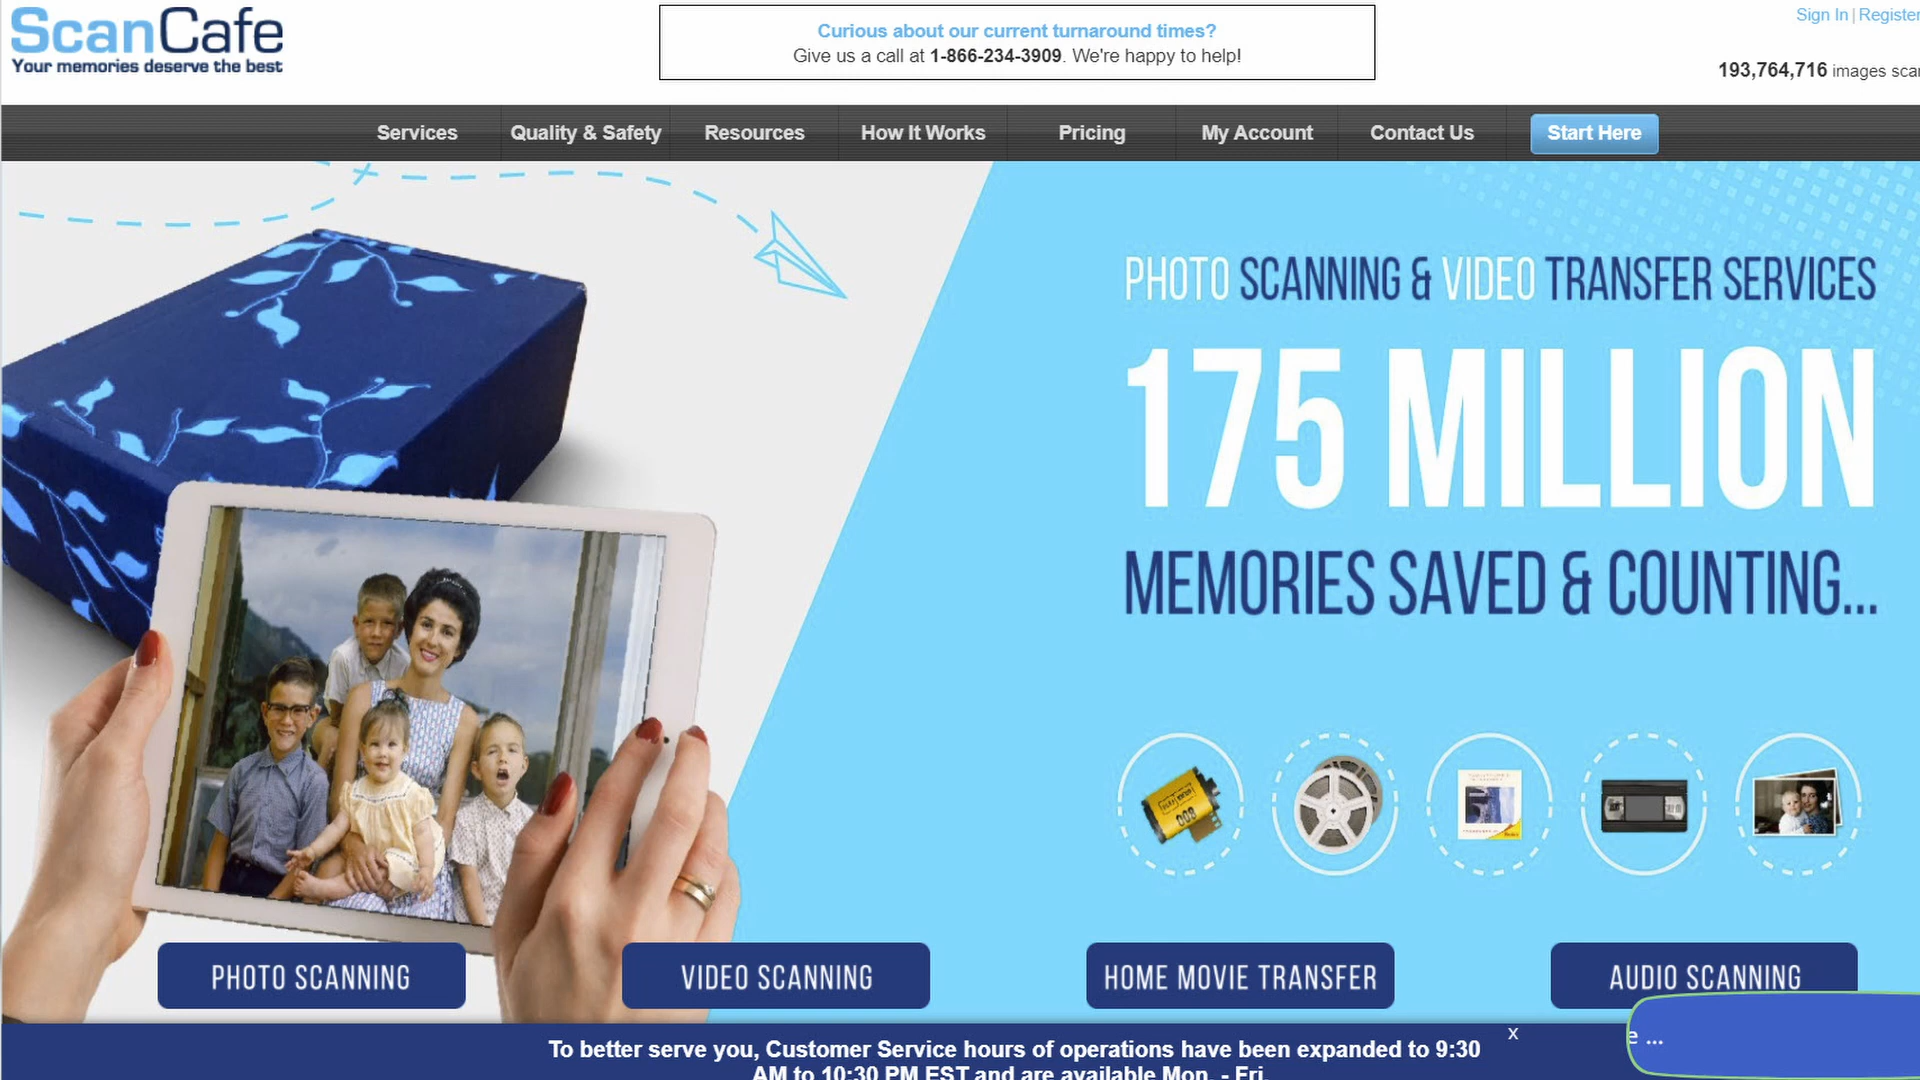 ScanCafe
Your memories deserve the best
Curious about our current turnaround times?
Give us a call at 1-866-234-3909. We're happy to help!
Sign In | Register
193,764,716 images scan
Services
Quality & Safety
Resources
How It Works
Pricing
My Account
Contact Us
Start Here
PHOTO SCANNING & VIDEO TRANSFER SERVICES
175 MILLION
MEMORIES SAVED & COUNTING...
800
PHOTO SCANNING
VIDEO SCANNING
HOME MOVIE TRANSFER
AUDIO SCANNING
x
To better serve you, Customer Service hours of operations have been expanded to 9:30
AM to 10:30 PM EST and are available Mon. - Fri.
e ...